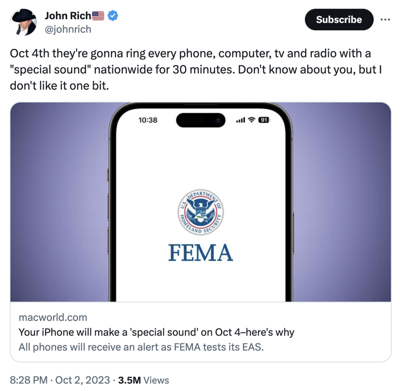 John Rich🇺🇸
@johnrich
Subscribe
Oct 4th they're gonna ring every phone, computer, tv and radio with a
"special sound" nationwide for 30 minutes. Don't know about you, but I
don't like it one bit.
10:38
91
U.S. DEPARTMENT OF
HOMELAND SECURITY
FEMA
macworld.com
Your iPhone will make a 'special sound' on Oct 4–here's why
All phones will receive an alert as FEMA tests its EAS.
8:28 PM · Oct 2, 2023 · 3.5M Views